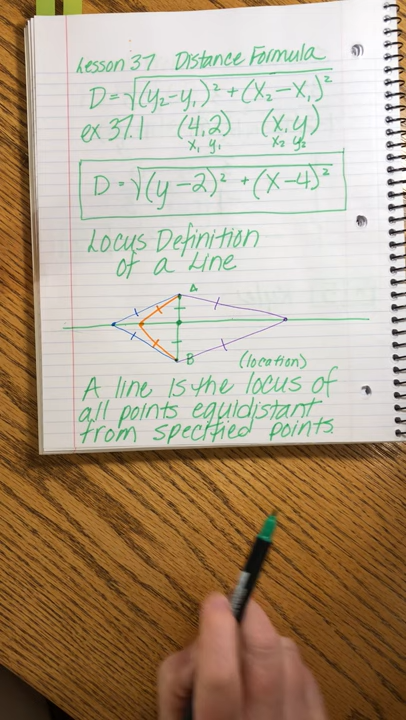 Lesson 37 Distance Formula
D = √(y₂-y₁)² + (x₂-x₁)²
ex 37.1 (4,2) (x,y)
x₁ y₁ x₂ y₂
D = √(y-2)² + (x-4)²
Locus Definition
of a Line
A
B
(location)
A line is the locus of
all points equidistant
from specified points.